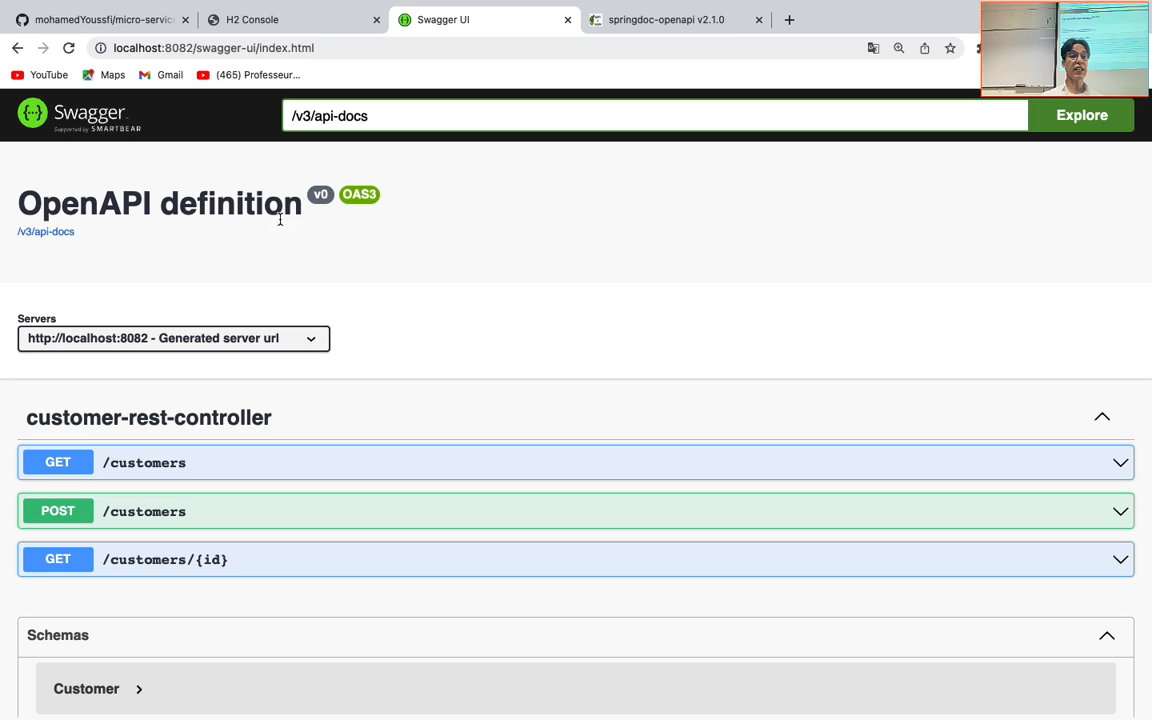 mohamedYoussfi/micro-service
H2 Console
Swagger UI
springdoc-openapi v2.1.0
localhost:8082/swagger-ui/index.html
YouTube
Maps
Gmail
(465) Professeur...
Swagger
Supported by SMARTBEAR
/v3/api-docs
Explore
OpenAPI definition v0 OAS3
/v3/api-docs
Servers
http://localhost:8082 - Generated server url
customer-rest-controller
GET /customers
POST /customers
GET /customers/{id}
Schemas
Customer